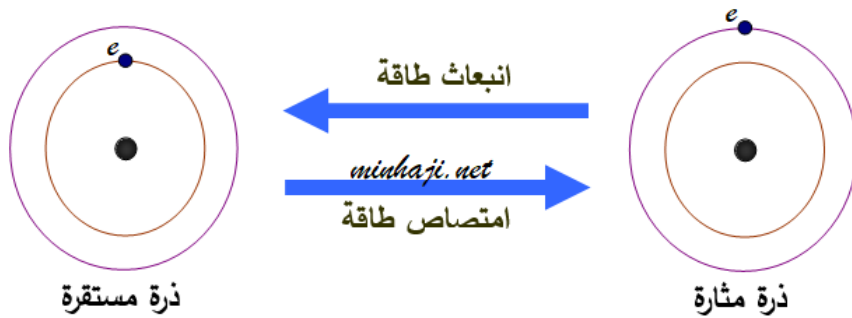 e
e
انبعاث طاقة
minhaji.net
امتصاص طاقة
ذرة مثارة
ذرة مستقرة